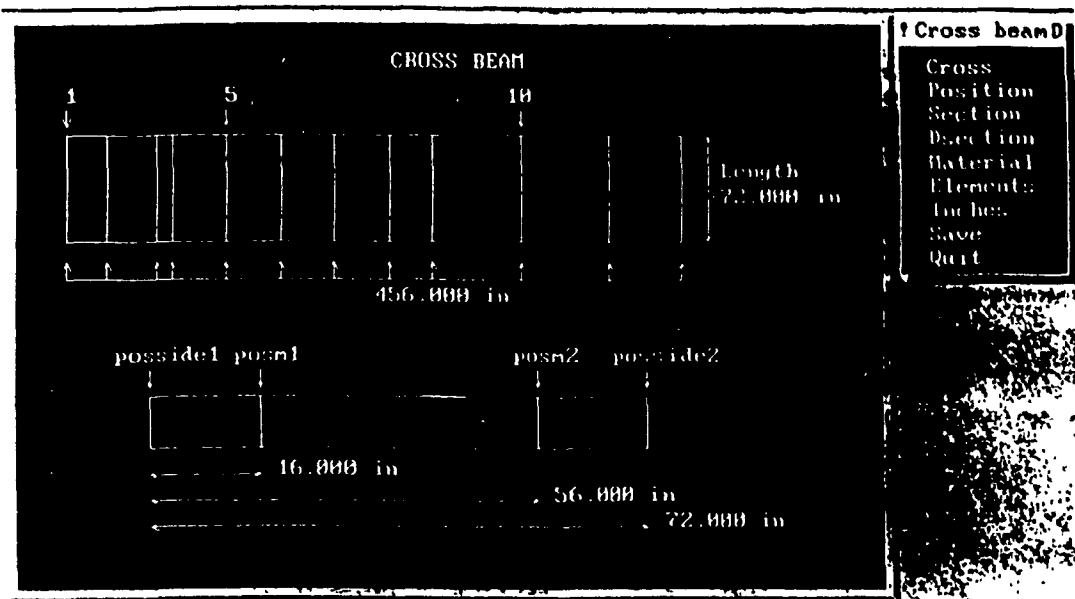 CROSS BEAM
1 5 10
Length
72.000 in
456.000 in
posside1 posm1 posm2 posside2
16.000 in
56.000 in
72.000 in
Cross beam D
Cross
Position
Section
Dsection
Material
Elements
Inches
Save
Quit